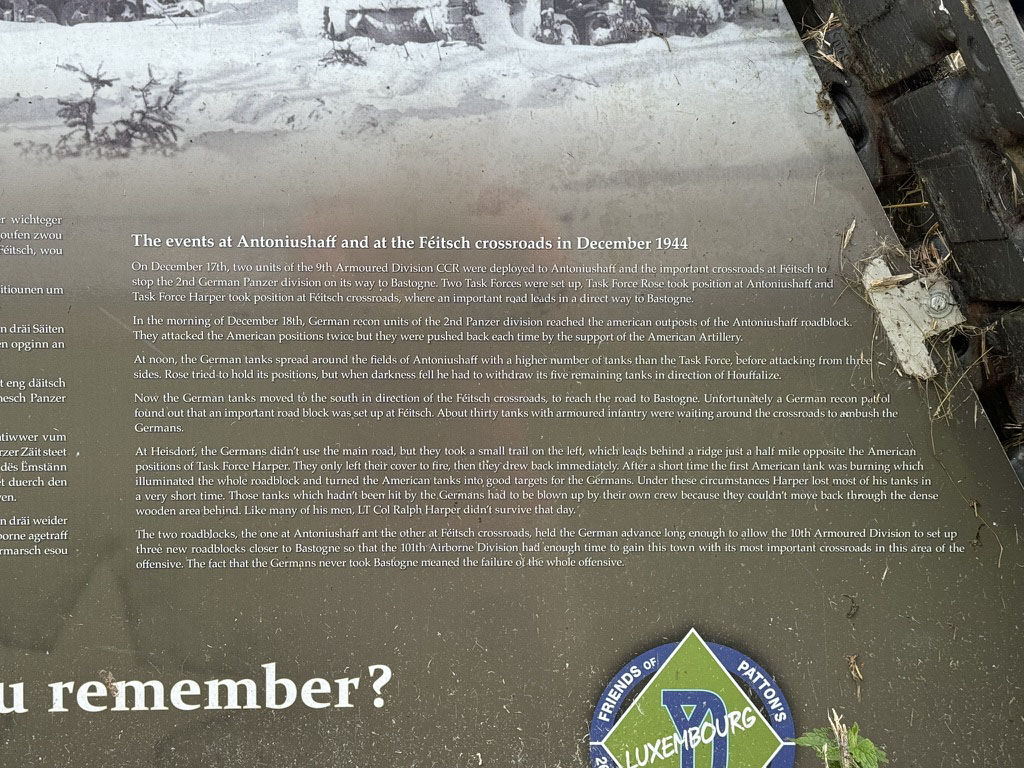 er wichteger
oufen zwou
Féitsch, wou
itiounen um
n dräi Säiten
en opginn an
t eng däitsch
nesch Panzer
atiwwer vum
rzer Zäit steet
dës Ëmstänn
et duerch den
ven.
n dräi weider
borne agetraff
rmarsch esou
The events at Antoniushaff and at the Féitsch crossroads in December 1944
On December 17th, two units of the 9th Armoured Division CCR were deployed to Antoniushaff and the important crossroads at Féitsch to
stop the 2nd German Panzer division on its way to Bastogne. Two Task Forces were set up, Task Force Rose took position at Antoniushaff and
Task Force Harper took position at Féitsch crossroads, where an important road leads in a direct way to Bastogne.
In the morning of December 18th, German recon units of the 2nd Panzer division reached the american outposts of the Antoniushaff roadblock.
They attacked the American positions twice but they were pushed back each time by the support of the American Artillery.
At noon, the German tanks spread around the fields of Antoniushaff with a higher number of tanks than the Task Force, before attacking from three
sides. Rose tried to hold its positions, but when darkness fell he had to withdraw its five remaining tanks in direction of Houffalize.
Now the German tanks moved to the south in direction of the Féitsch crossroads, to reach the road to Bastogne. Unfortunately a German recon patrol
found out that an important road block was set up at Féitsch. About thirty tanks with armoured infantry were waiting around the crossroads to ambush the
Germans.
At Heisdorf, the Germans didn't use the main road, but they took a small trail on the left, which leads behind a ridge just a half mile opposite the American
positions of Task Force Harper. They only left their cover to fire, then they drew back immediately. After a short time the first American tank was burning which
illuminated the whole roadblock and turned the American tanks into good targets for the Germans. Under these circumstances Harper lost most of his tanks in
a very short time. Those tanks which hadn't been hit by the Germans had to be blown up by their own crew because they couldn't move back through the dense
wooden area behind. Like many of his men, LT Col Ralph Harper didn't survive that day.
The two roadblocks, the one at Antoniushaff ant the other at Féitsch crossroads, held the German advance long enough to allow the 10th Armoured Division to set up
three new roadblocks closer to Bastogne so that the 101th Airborne Division had enough time to gain this town with its most important crossroads in this area of the
offensive. The fact that the Germans never took Bastogne meaned the failure of the whole offensive.
u remember?
FRIENDS OF PATTON'S
LUXEMBOURG